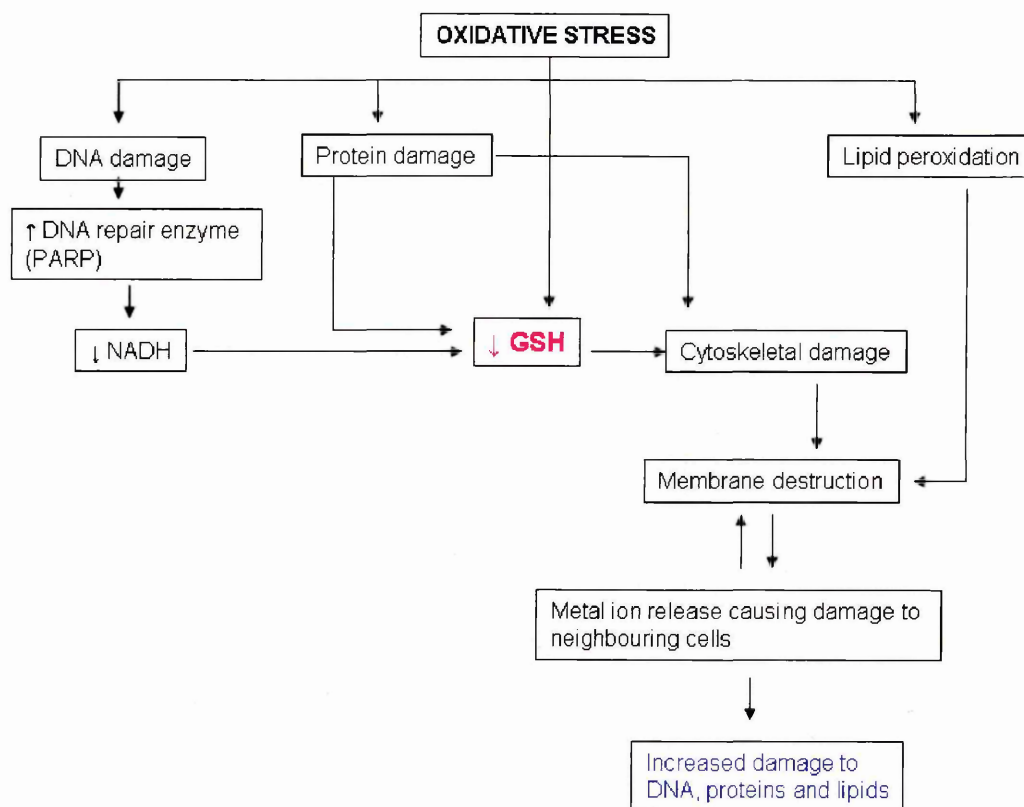 OXIDATIVE STRESS
DNA damage
Protein damage
Lipid peroxidation
↑ DNA repair enzyme
(PARP)
↓ NADH
↓ GSH
Cytoskeletal damage
Membrane destruction
Metal ion release causing damage to
neighbouring cells
Increased damage to
DNA, proteins and lipids